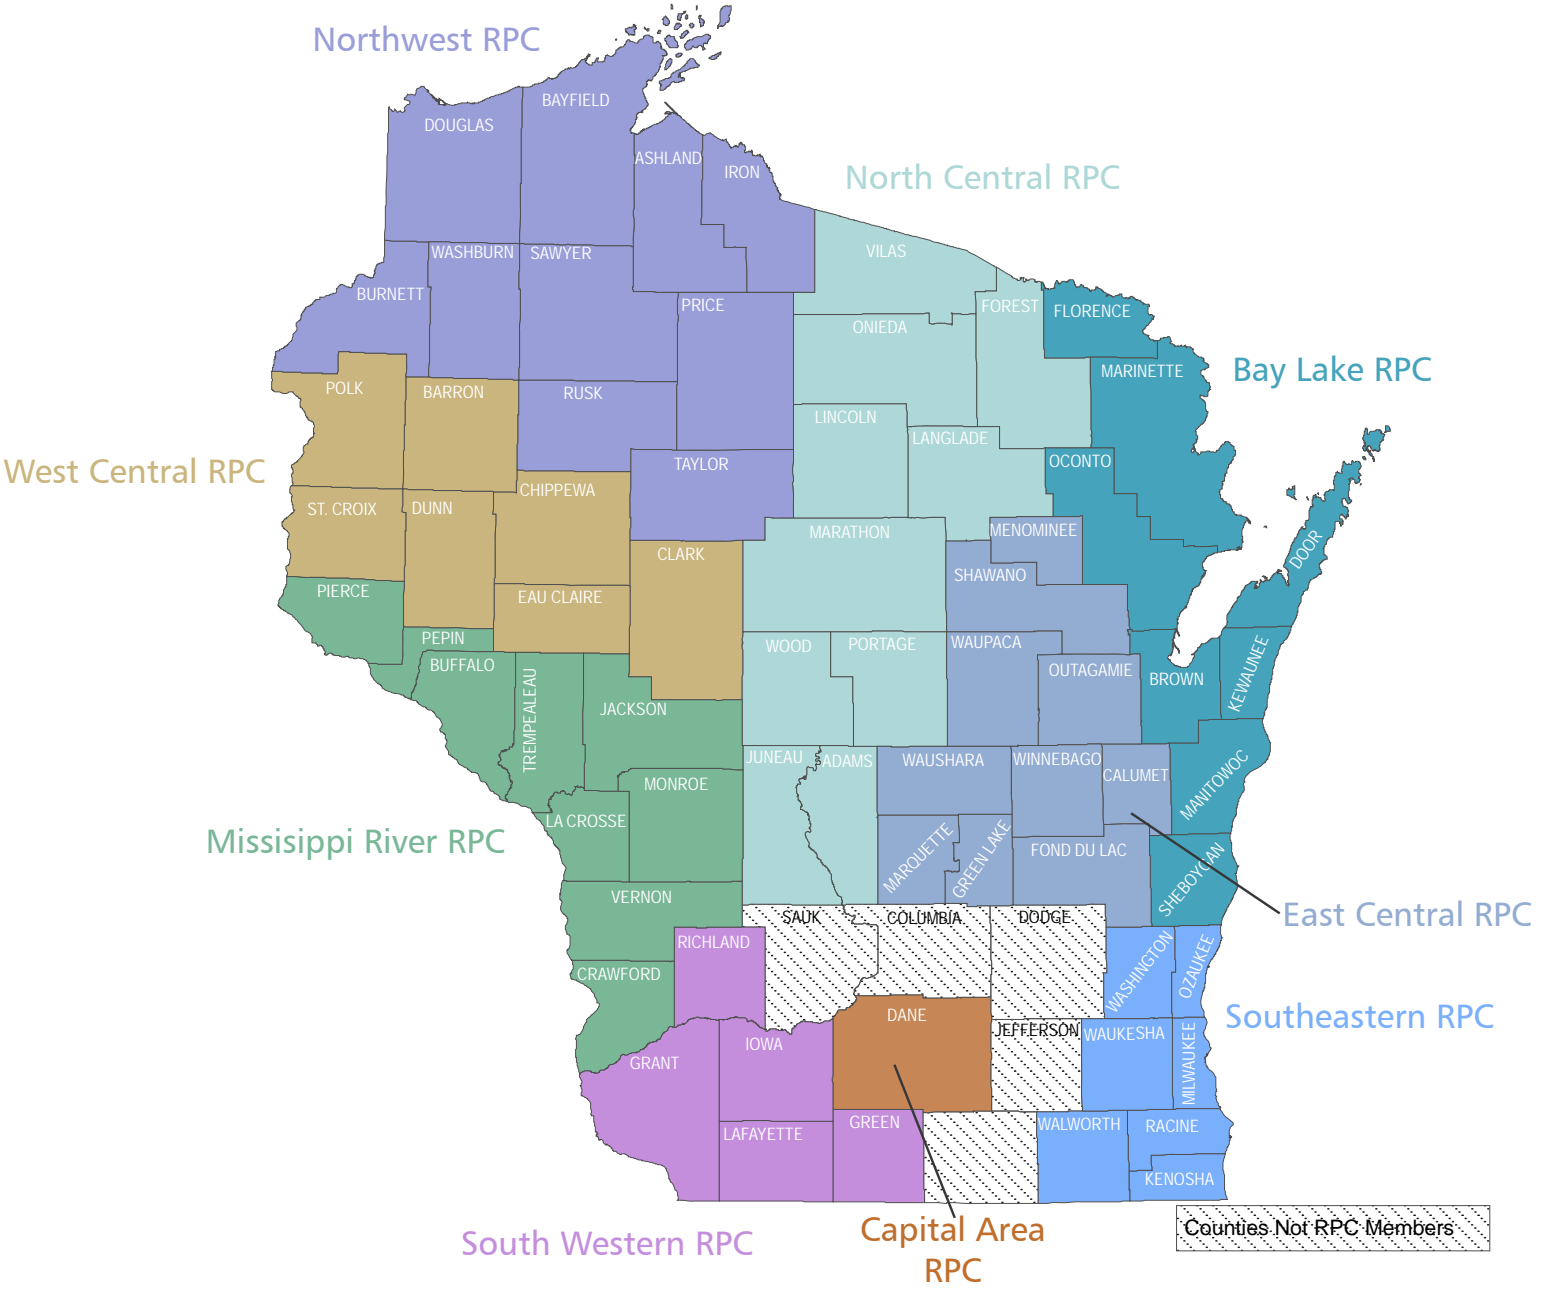 Northwest RPC
BAYFIELD
DOUGLAS
ASHLAND
IRON
North Central RPC
WASHBURN
SAWYER
VILAS
BURNETT
PRICE
FOREST
FLORENCE
ONIEDA
Bay Lake RPC
MARINETTE
POLK
BARRON
RUSK
LINCOLN
LANGLADE
West Central RPC
TAYLOR
OCONTO
CHIPPEWA
ST. CROIX
DUNN
MARATHON
MENOMINEE
DOOR
CLARK
SHAWANO
PIERCE
EAU CLAIRE
PEPIN
WOOD
PORTAGE
WAUPACA
BUFFALO
OUTAGAMIE
BROWN
KEWAUNEE
TREMPEALEAU
JACKSON
JUNEAU
ADAMS
WAUSHARA
WINNEBAGO
CALUMET
MONROE
MANITOWOC
LA CROSSE
Missisippi River RPC
MARQUETTE
GREEN LAKE
FOND DU LAC
SHEBOYGAN
VERNON
SAUK
COLUMBIA
DODGE
East Central RPC
RICHLAND
CRAWFORD
WASHINGTON
OZAUKEE
DANE
Southeastern RPC
JEFFERSON
WAUKESHA
MILWAUKEE
IOWA
GRANT
LAFAYETTE
GREEN
WALWORTH
RACINE
KENOSHA
South Western RPC
Capital Area
RPC
Counties Not RPC Members